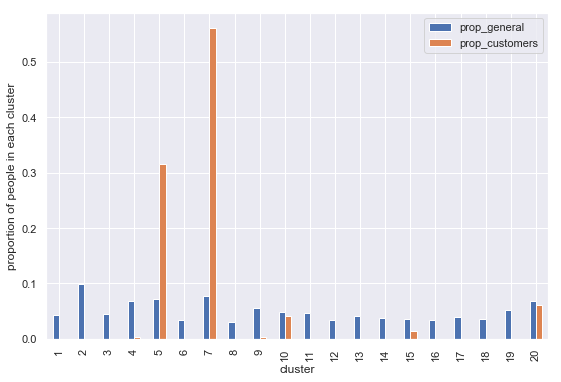 prop_general
prop_customers
proportion of people in each cluster
0.5
0.4
0.3
0.2
0.1
0.0
1 2 3 4 5 6 7 8 9 10 11 12 13 14 15 16 17 18 19 20
cluster